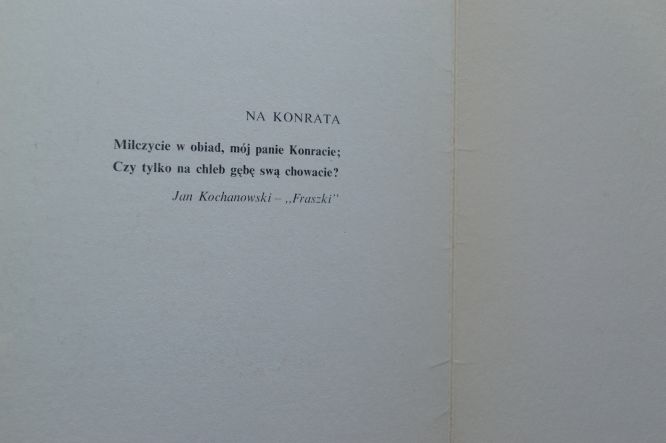 NA KONRATA
Milczycie w obiad, mój panie Konracie;
Czy tylko na chleb gębę swą chowacie?
Jan Kochanowski – ,,Fraszki”